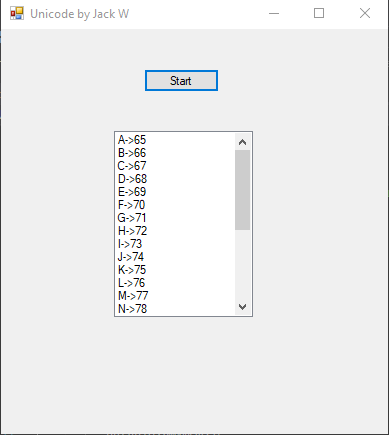 Unicode by Jack W
Start
A->65
B->66
C->67
D->68
E->69
F->70
G->71
H->72
I->73
J->74
K->75
L->76
M->77
N->78